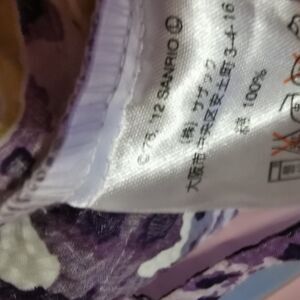 © '76, '12 SANRIO Ⓛ
(株) ササック
大阪市中央区安土町3-4-16
綿 100%